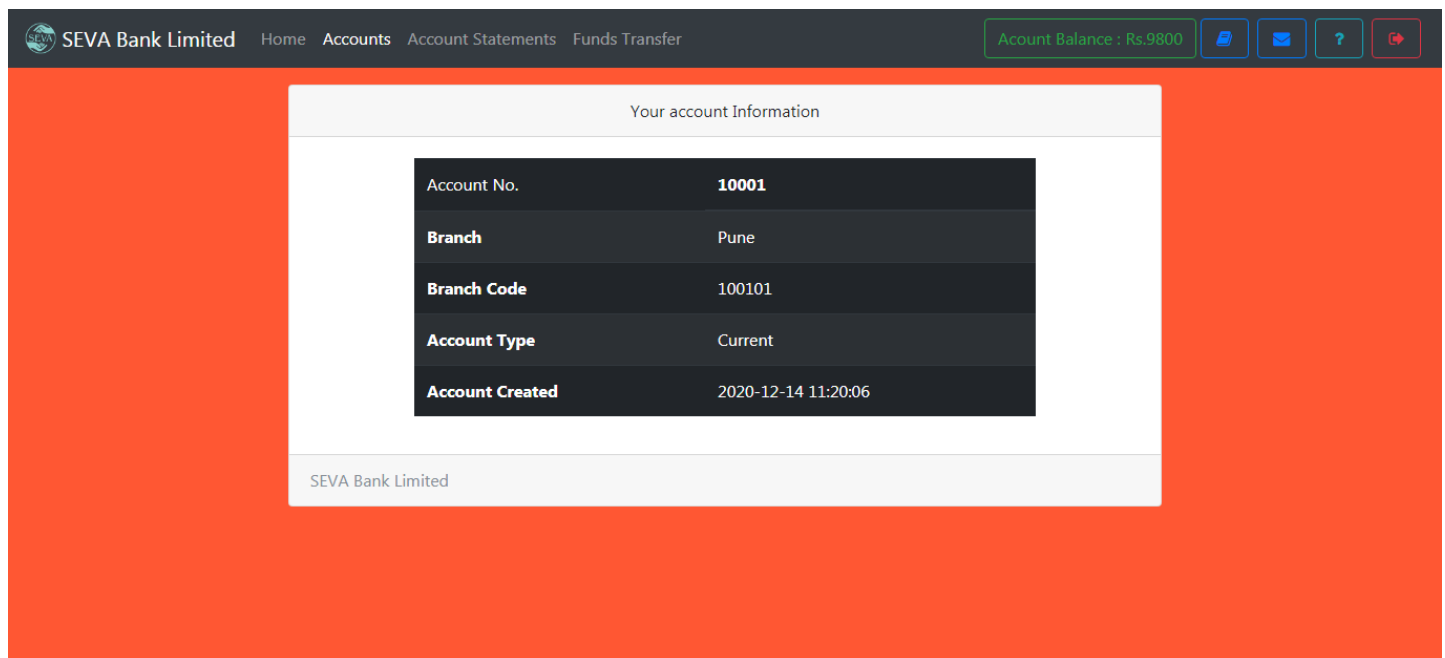 SEVA SEVA Bank Limited Home Accounts Account Statements Funds Transfer Acount Balance : Rs.9800 ?
Your account Information
Account No. 10001
Branch Pune
Branch Code 100101
Account Type Current
Account Created 2020-12-14 11:20:06
SEVA Bank Limited